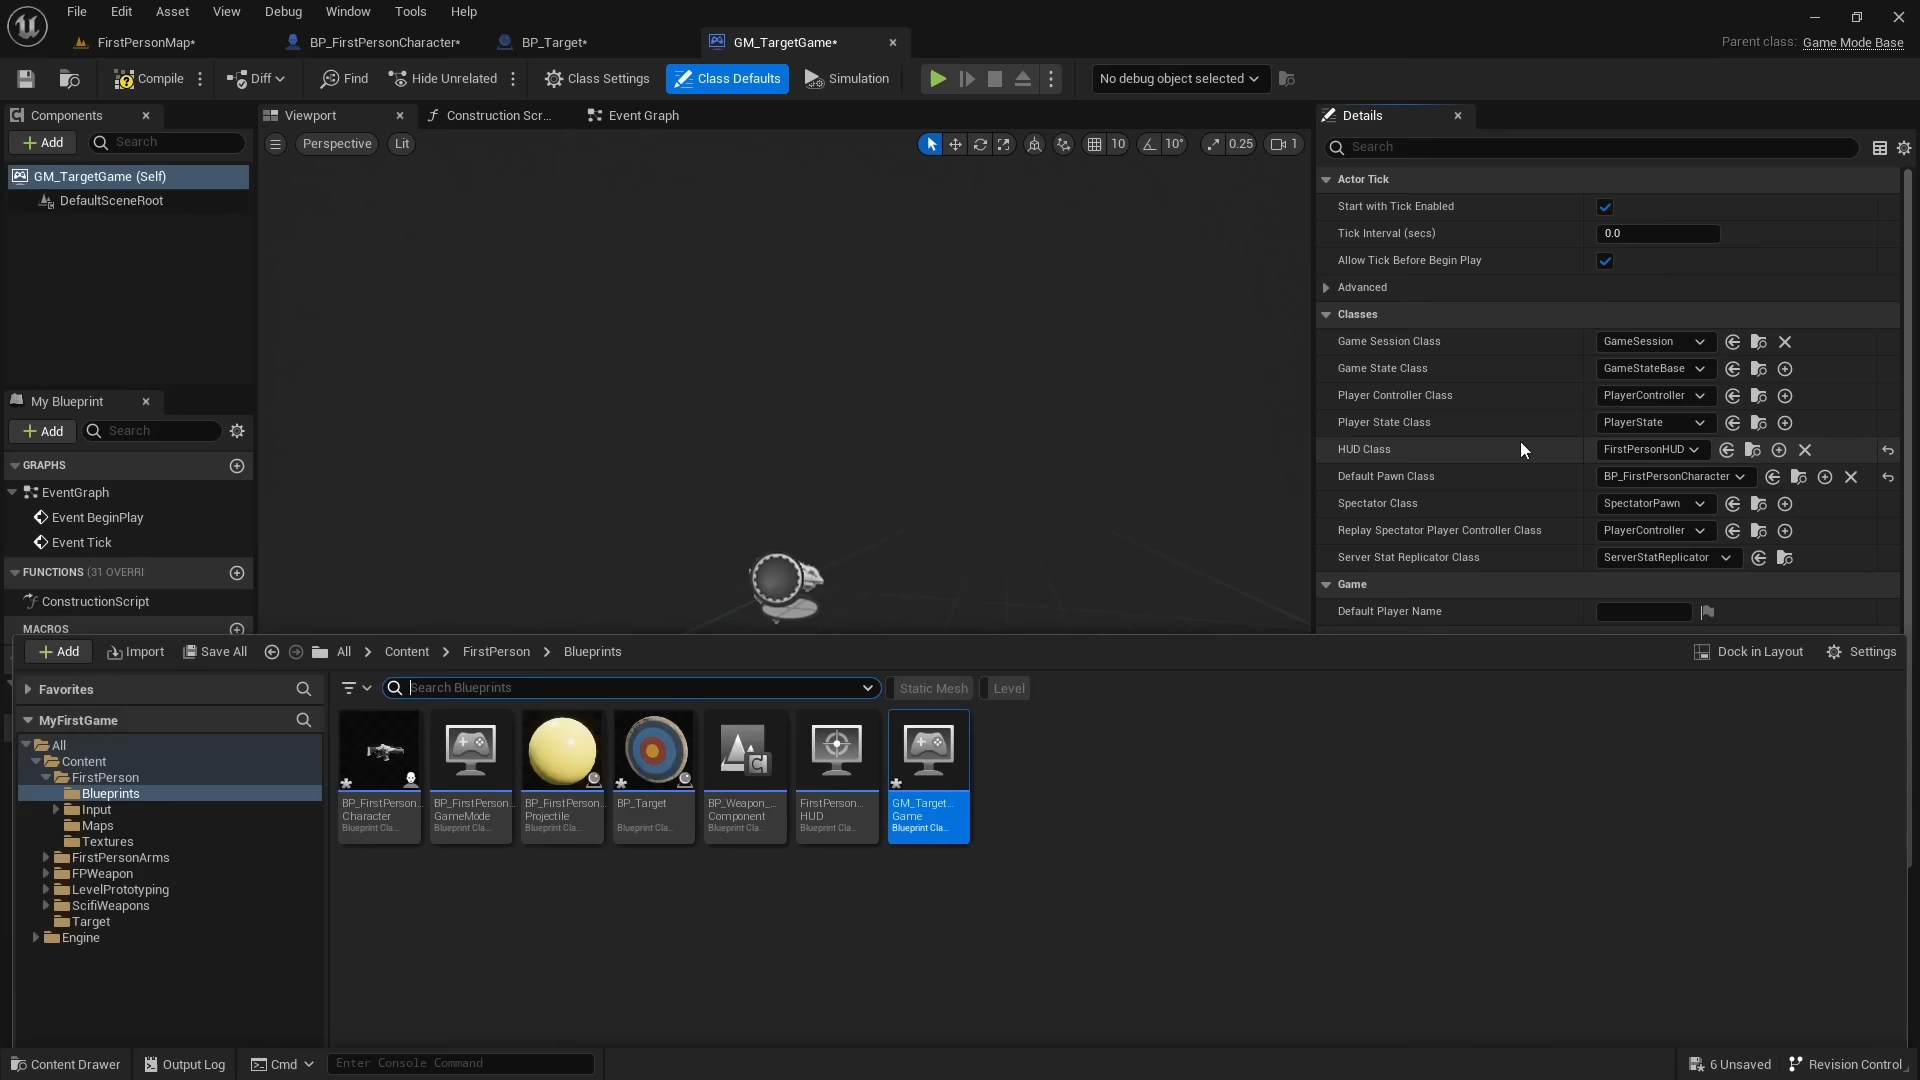 File Edit Asset View Debug Window Tools Help
FirstPersonMap* BP_FirstPersonCharacter* BP_Target* GM_TargetGame* Parent class: Game Mode Base
Compile Diff Find Hide Unrelated Class Settings Class Defaults Simulation No debug object selected
Components Viewport Construction Scr... Event Graph Details
Add Search Perspective Lit 10 10° 0.25 1 Search
GM_TargetGame (Self)
DefaultSceneRoot
Actor Tick
Start with Tick Enabled
Tick Interval (secs) 0.0
Allow Tick Before Begin Play
Advanced
Classes
Game Session Class GameSession
Game State Class GameStateBase
Player Controller Class PlayerController
Player State Class PlayerState
HUD Class FirstPersonHUD
Default Pawn Class BP_FirstPersonCharacter
Spectator Class SpectatorPawn
Replay Spectator Player Controller Class PlayerController
Server Stat Replicator Class ServerStatReplicator
Game
Default Player Name
My Blueprint
Add Search
GRAPHS
EventGraph
Event BeginPlay
Event Tick
FUNCTIONS (31 OVERRI
ConstructionScript
MACROS
Add Import Save All All Content FirstPerson Blueprints Dock in Layout Settings
Favorites
MyFirstGame
All
Content
FirstPerson
Blueprints
Input
Maps
Textures
FirstPersonArms
FPWeapon
LevelPrototyping
ScifiWeapons
Target
Engine
Search Blueprints Static Mesh Level
BP_FirstPerson...
Character
Blueprint Cla...
BP_FirstPerson
GameMode
Blueprint Cla...
BP_FirstPerson...
Projectile
Blueprint Cla...
BP_Target
Blueprint Cla...
BP_Weapon_...
Component
Blueprint Cla...
FirstPerson...
HUD
Blueprint Cla...
GM_Target...
Game
Blueprint Cla...
Content Drawer Output Log Cmd Enter Console Command 6 Unsaved Revision Control